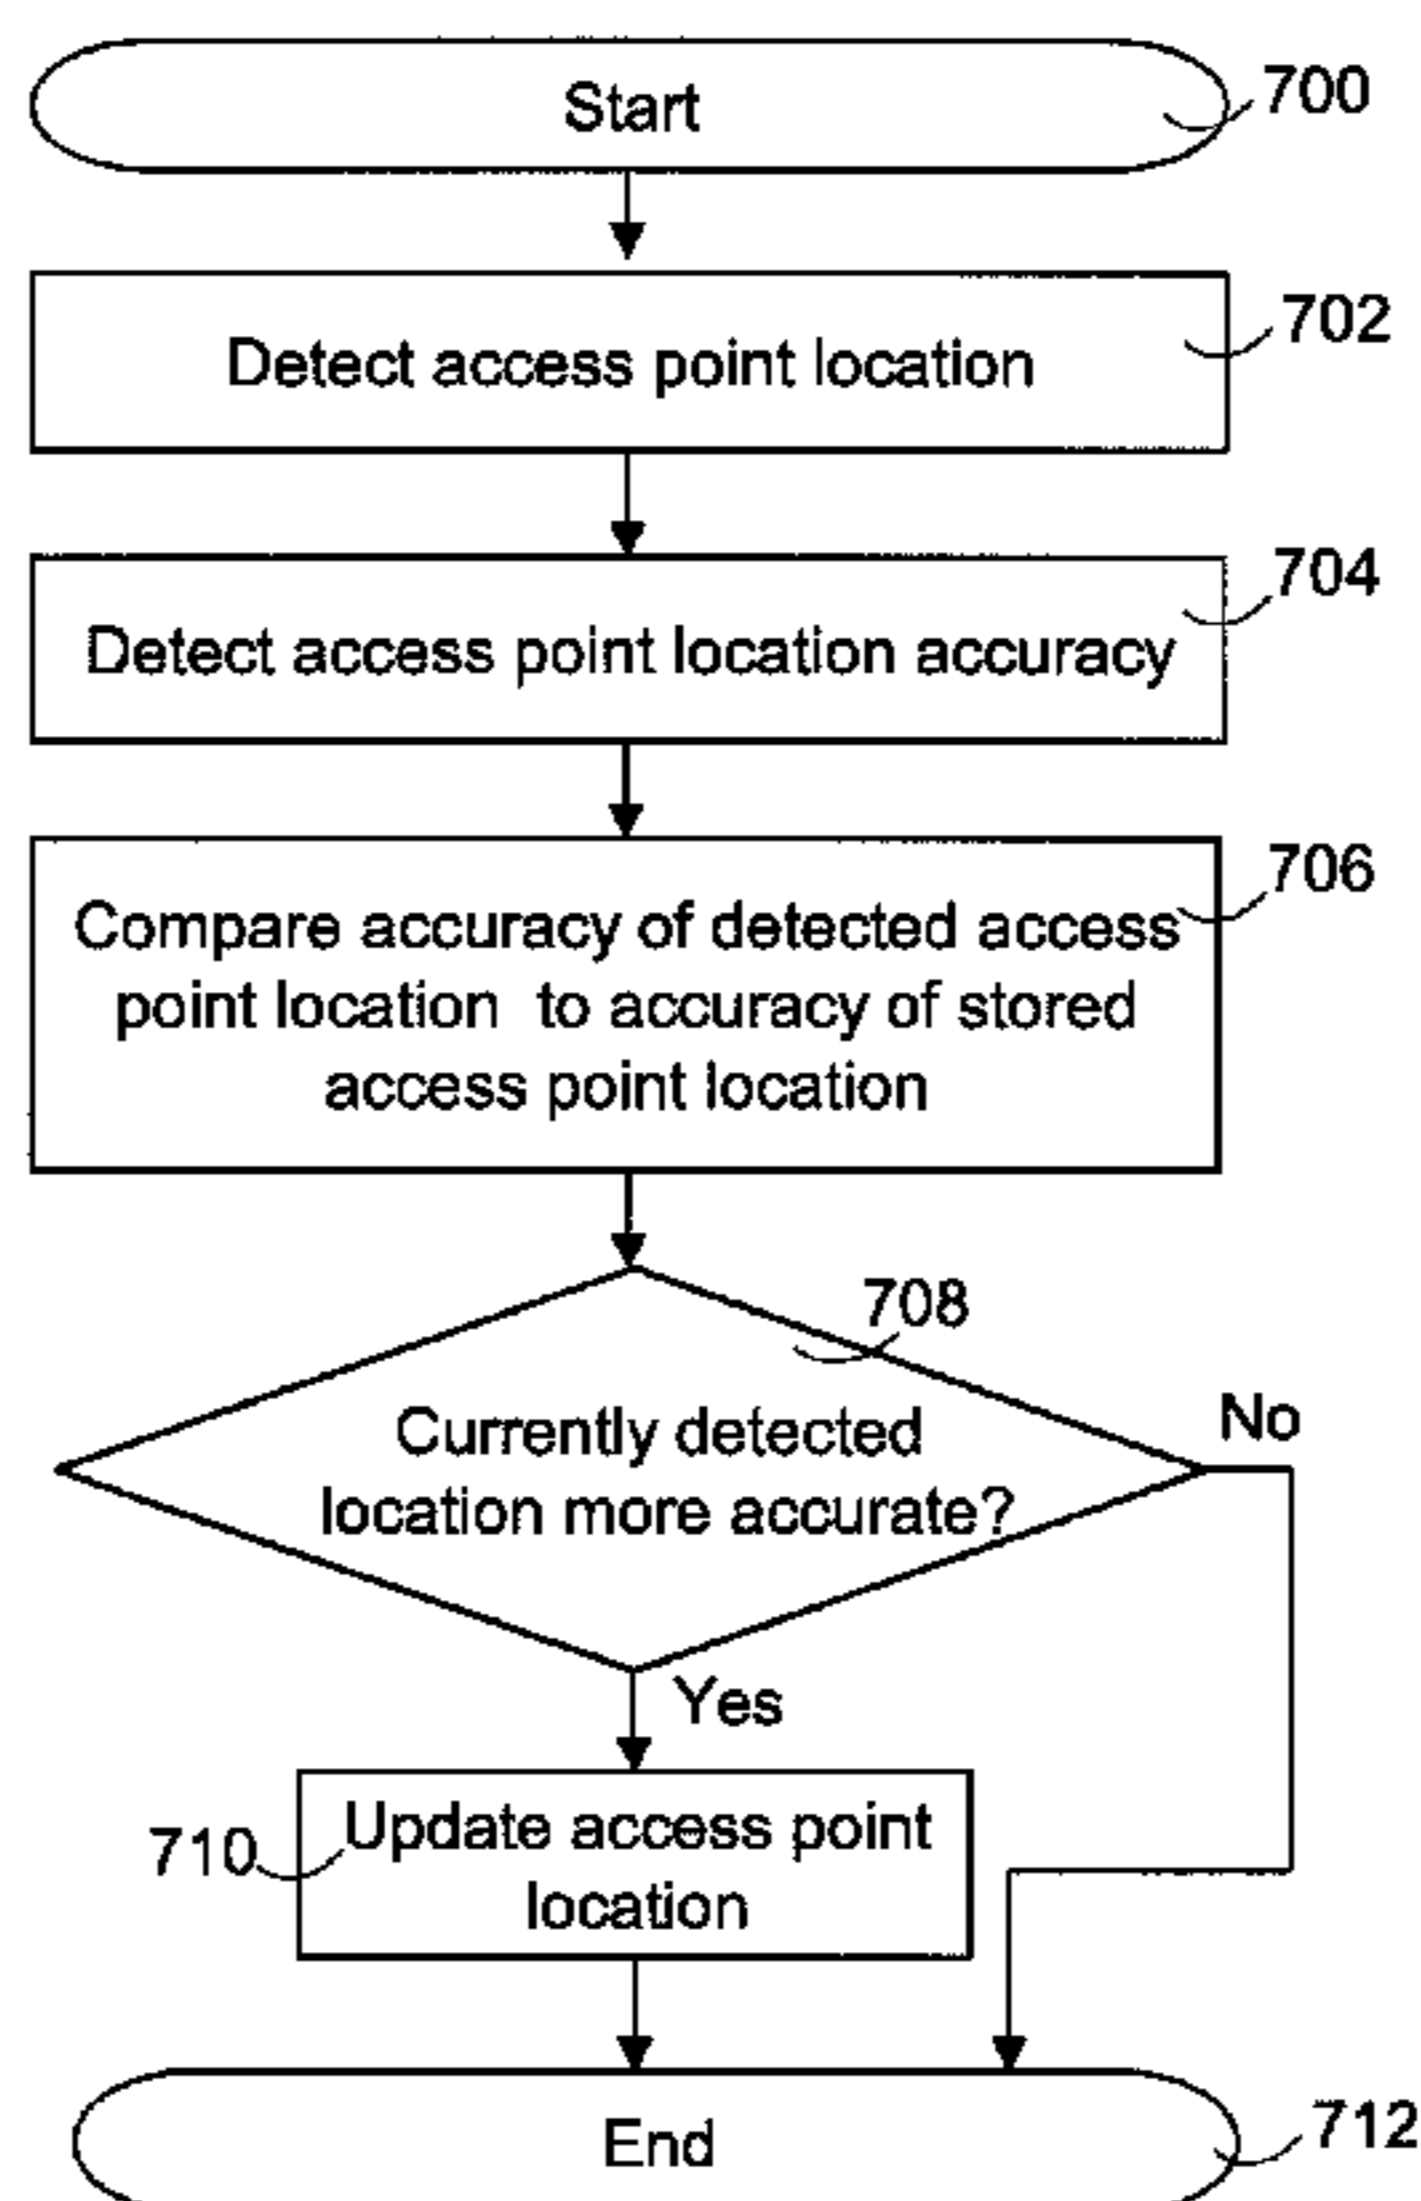 Start
700
Detect access point location
702
Detect access point location accuracy
704
Compare accuracy of detected access
point location to accuracy of stored
access point location
706
708
Currently detected
location more accurate?
No
Yes
710
Update access point
location
End
712